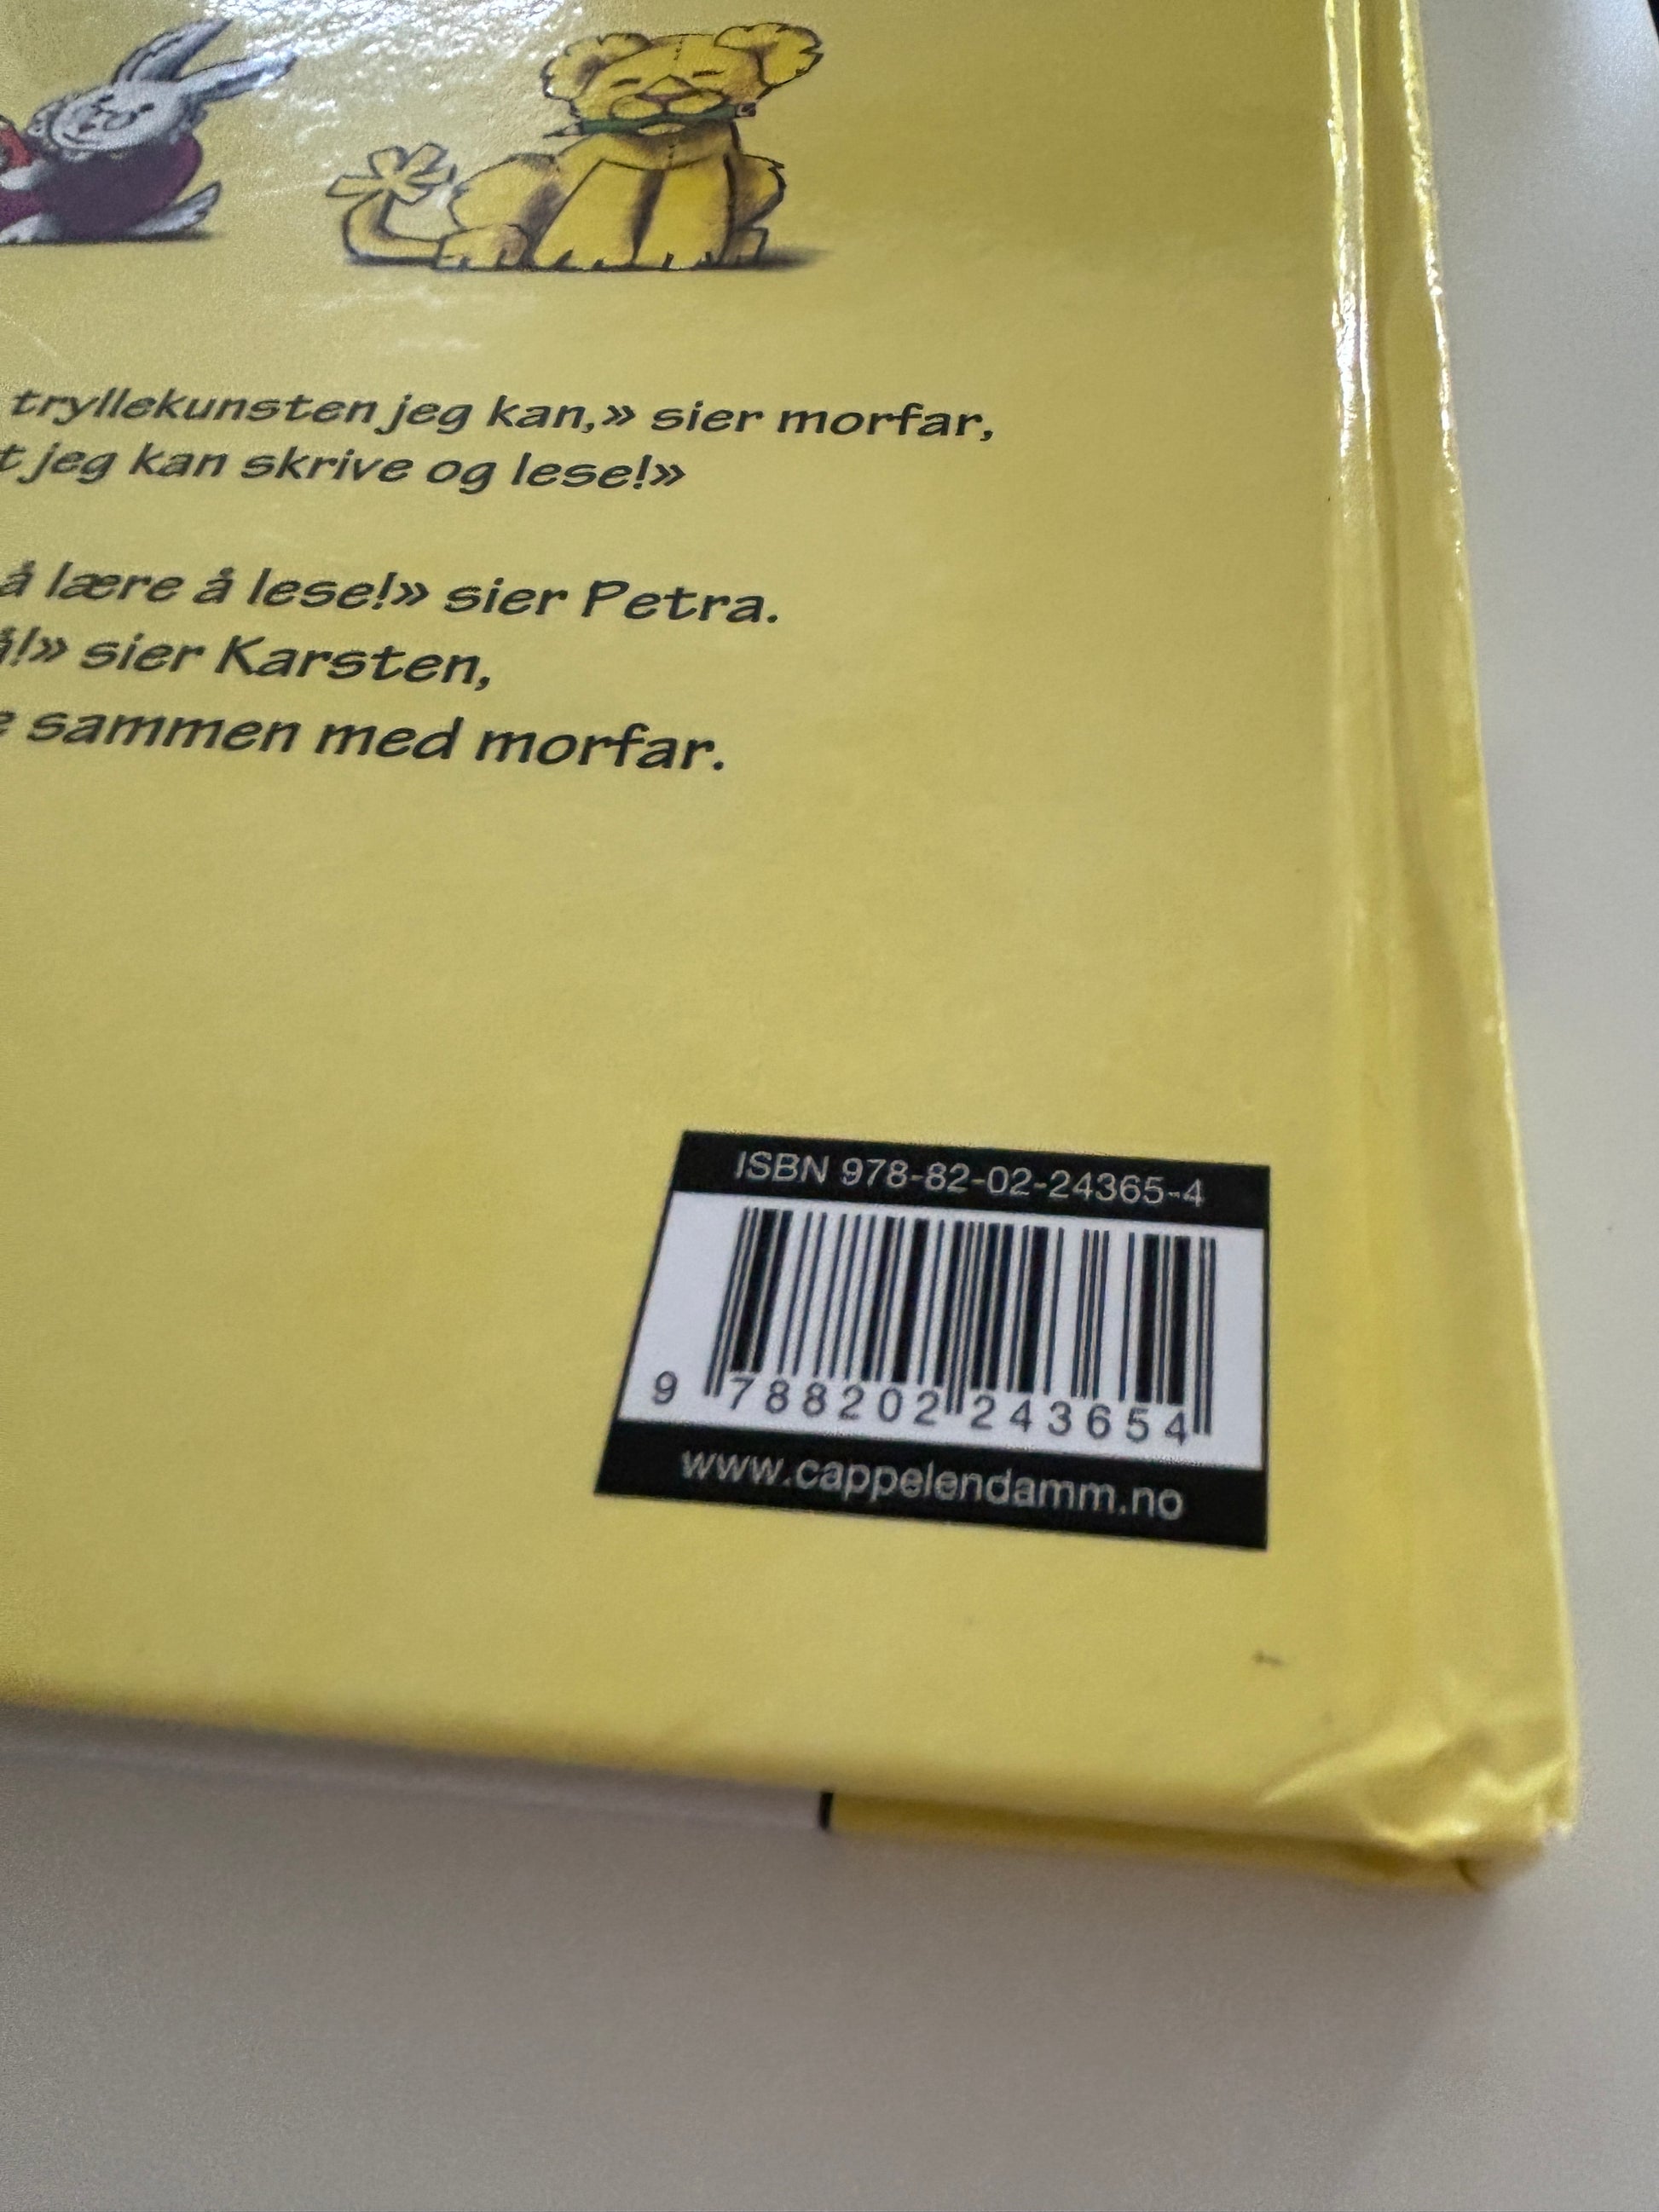 tryllekunsten jeg kan,» sier morfar,
jeg kan skrive og lese!»
å lære å lese!» sier Petra.
sier Karsten,
sammen med morfar.
ISBN 978-82-02-24365-4
9 788202 243654
www.cappelendamm.no